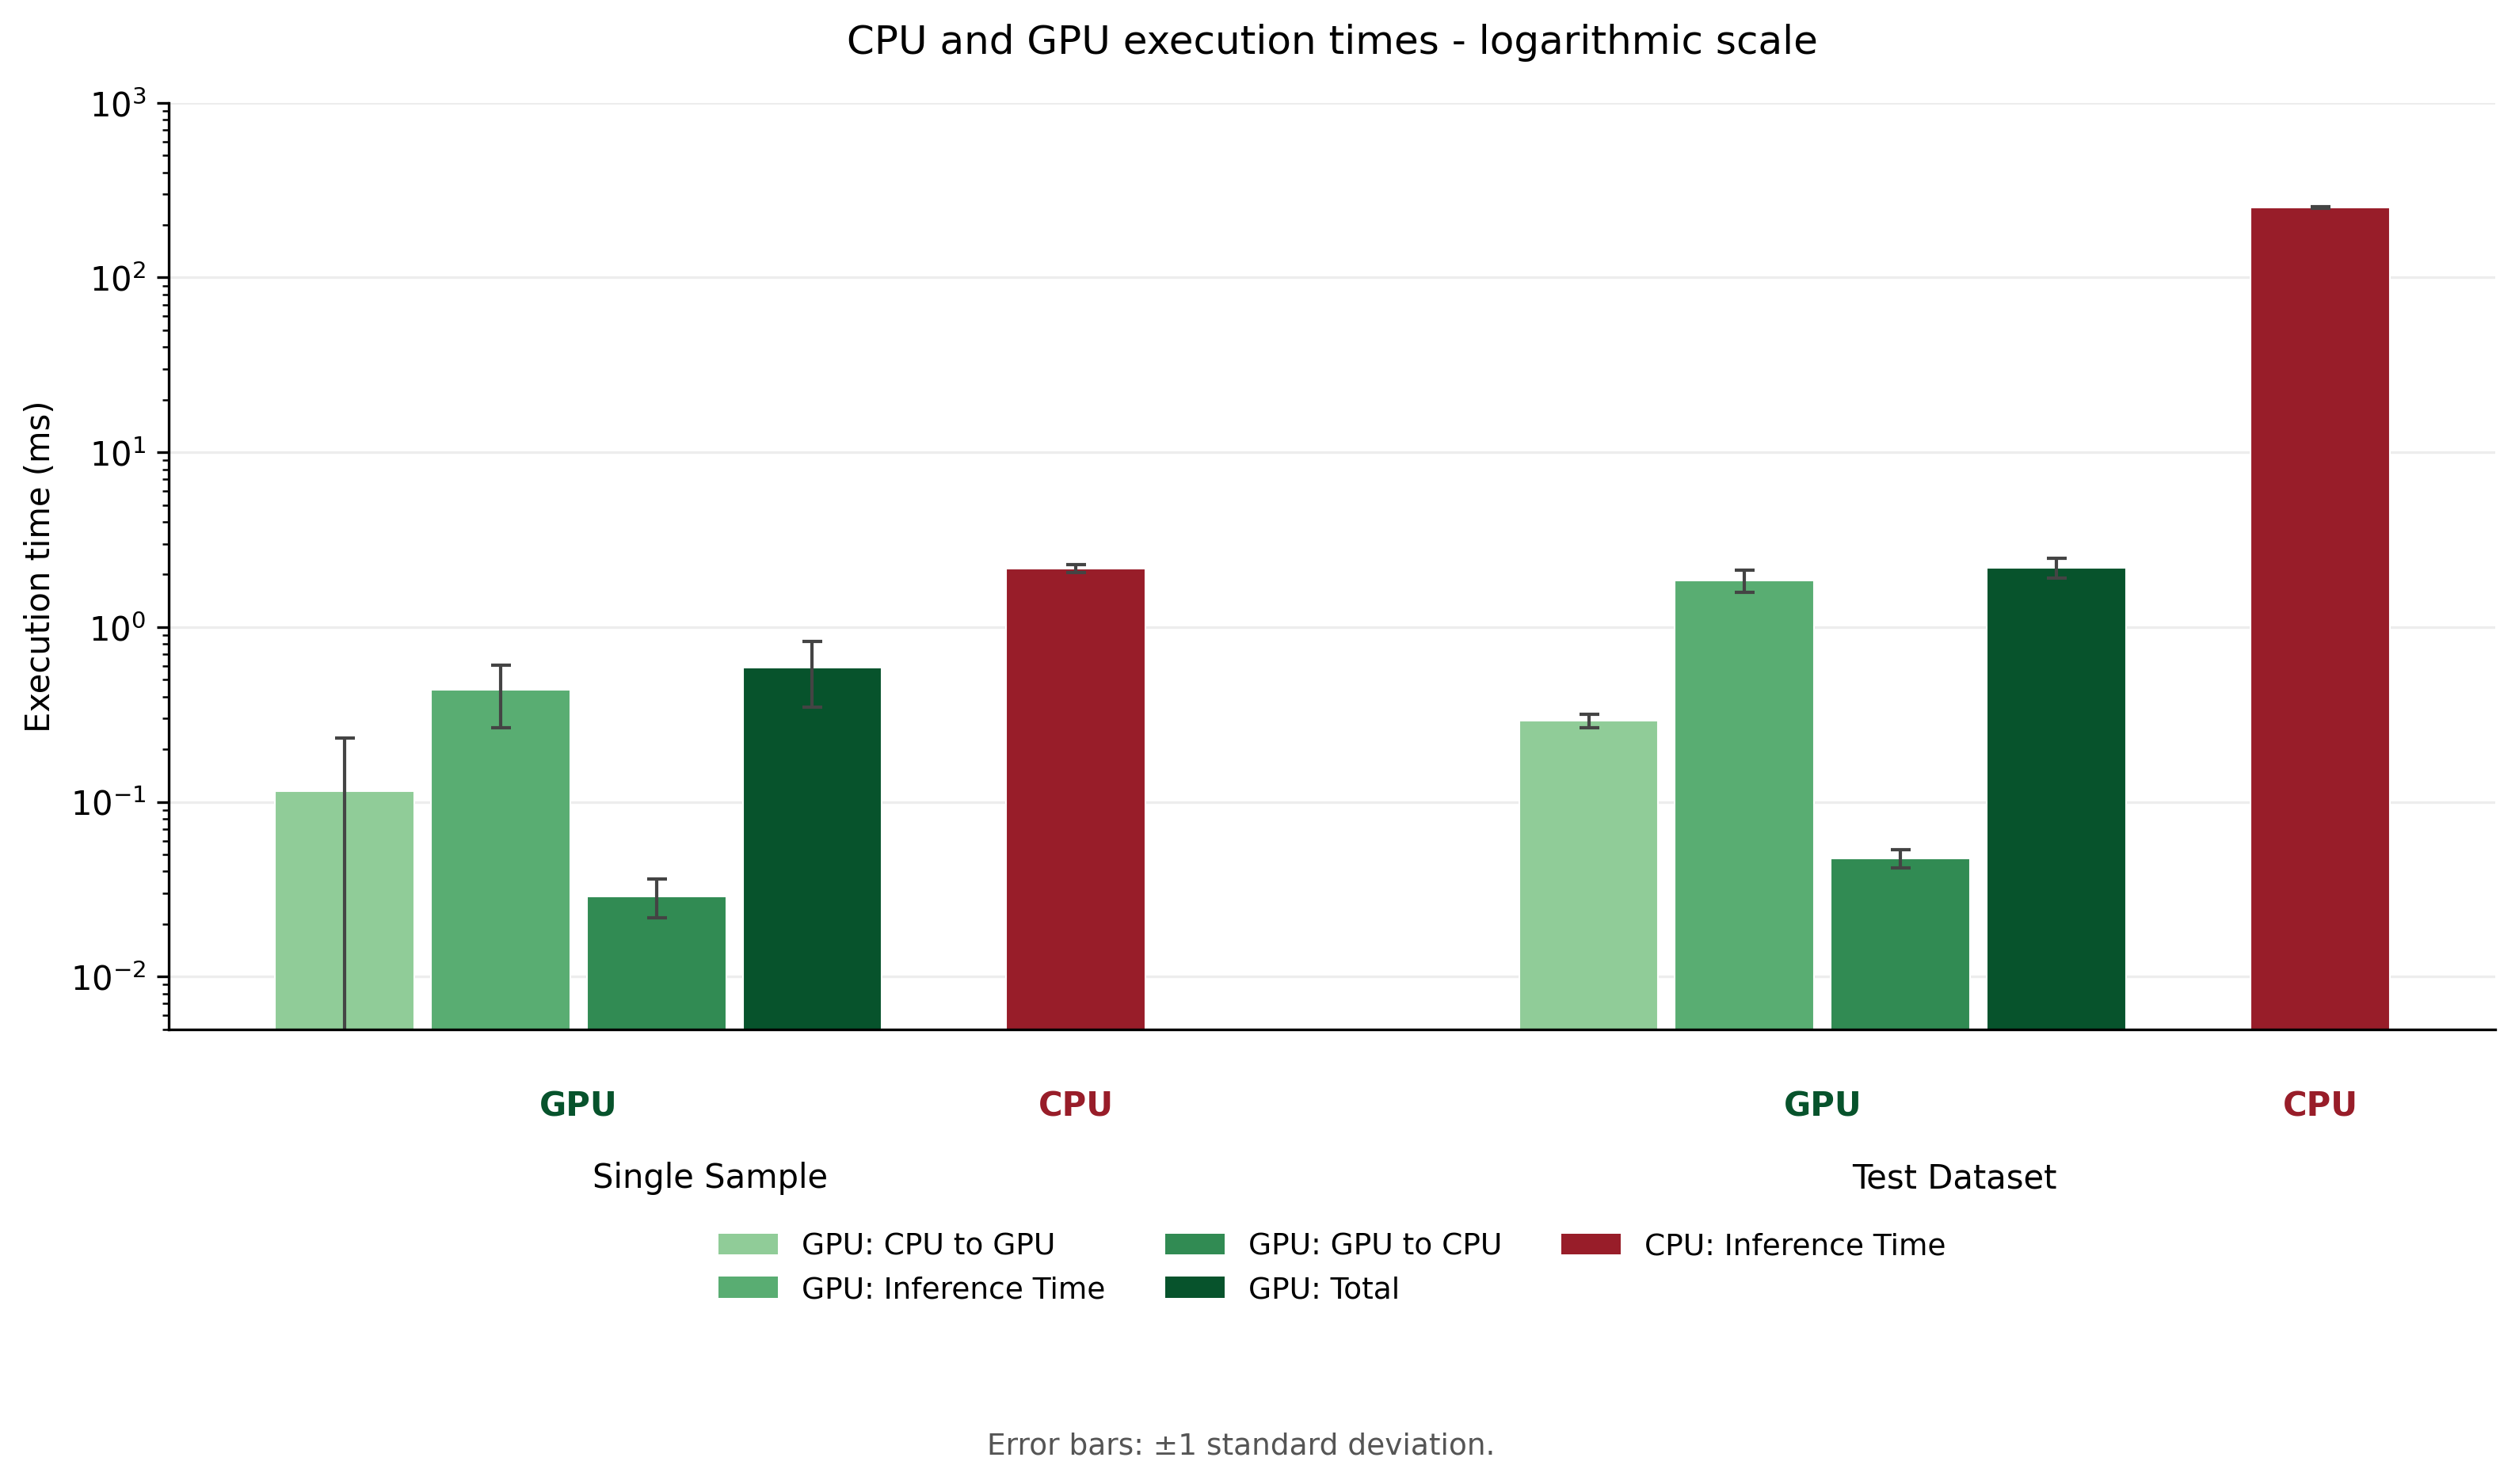 CPU and GPU execution times - logarithmic scale
Execution time (ms)
10³
10²
10¹
10⁰
10⁻¹
10⁻²
GPU CPU GPU CPU
Single Sample Test Dataset
GPU: CPU to GPU GPU: GPU to CPU CPU: Inference Time
GPU: Inference Time GPU: Total
Error bars: ±1 standard deviation.